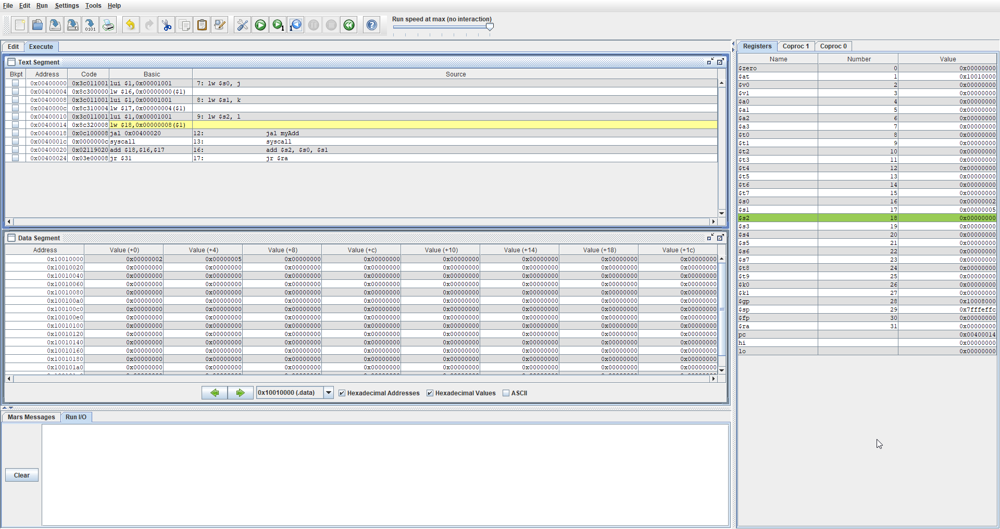 File Edit Run Settings Tools Help
Run speed at max (no interaction)
Edit Execute
Text Segment
Bkpt Address Code Basic Source
0x00400000 0x3c011001 lui $1,0x00001001 7: lw $s0, j
0x00400004 0x8c300000 lw $16,0x00000000($1)
0x00400008 0x3c011001 lui $1,0x00001001 8: lw $s1, k
0x0040000c 0x8c310004 lw $17,0x00000004($1)
0x00400010 0x3c011001 lui $1,0x00001001 9: lw $s2, l
0x00400014 0x8c320008 lw $18,0x00000008($1)
0x00400018 0x0c100008 jal 0x00400020 12: jal myAdd
0x0040001c 0x0000000c syscall 13: syscall
0x00400020 0x02119020 add $18,$16,$17 16: add $s2, $s0, $s1
0x00400024 0x03e00008 jr $31 17: jr $ra
Data Segment
Address Value (+0) Value (+4) Value (+8) Value (+c) Value (+10) Value (+14) Value (+18) Value (+1c)
0x10010000 0x00000002 0x00000005 0x00000000 0x00000000 0x00000000 0x00000000 0x00000000 0x00000000
0x10010020 0x00000000 0x00000000 0x00000000 0x00000000 0x00000000 0x00000000 0x00000000 0x00000000
0x10010040 0x00000000 0x00000000 0x00000000 0x00000000 0x00000000 0x00000000 0x00000000 0x00000000
0x10010060 0x00000000 0x00000000 0x00000000 0x00000000 0x00000000 0x00000000 0x00000000 0x00000000
0x10010080 0x00000000 0x00000000 0x00000000 0x00000000 0x00000000 0x00000000 0x00000000 0x00000000
0x100100a0 0x00000000 0x00000000 0x00000000 0x00000000 0x00000000 0x00000000 0x00000000 0x00000000
0x100100c0 0x00000000 0x00000000 0x00000000 0x00000000 0x00000000 0x00000000 0x00000000 0x00000000
0x100100e0 0x00000000 0x00000000 0x00000000 0x00000000 0x00000000 0x00000000 0x00000000 0x00000000
0x10010100 0x00000000 0x00000000 0x00000000 0x00000000 0x00000000 0x00000000 0x00000000 0x00000000
0x10010120 0x00000000 0x00000000 0x00000000 0x00000000 0x00000000 0x00000000 0x00000000 0x00000000
0x10010140 0x00000000 0x00000000 0x00000000 0x00000000 0x00000000 0x00000000 0x00000000 0x00000000
0x10010160 0x00000000 0x00000000 0x00000000 0x00000000 0x00000000 0x00000000 0x00000000 0x00000000
0x10010180 0x00000000 0x00000000 0x00000000 0x00000000 0x00000000 0x00000000 0x00000000 0x00000000
0x100101a0 0x00000000 0x00000000 0x00000000 0x00000000 0x00000000 0x00000000 0x00000000 0x00000000
0x10010000 (.data) Hexadecimal Addresses Hexadecimal Values ASCII
Mars Messages Run I/O
Clear
Registers Coproc 1 Coproc 0
Name Number Value
$zero 0 0x00000000
$at 1 0x10010000
$v0 2 0x00000000
$v1 3 0x00000000
$a0 4 0x00000000
$a1 5 0x00000000
$a2 6 0x00000000
$a3 7 0x00000000
$t0 8 0x00000000
$t1 9 0x00000000
$t2 10 0x00000000
$t3 11 0x00000000
$t4 12 0x00000000
$t5 13 0x00000000
$t6 14 0x00000000
$t7 15 0x00000000
$s0 16 0x00000002
$s1 17 0x00000005
$s2 18 0x00000000
$s3 19 0x00000000
$s4 20 0x00000000
$s5 21 0x00000000
$s6 22 0x00000000
$s7 23 0x00000000
$t8 24 0x00000000
$t9 25 0x00000000
$k0 26 0x00000000
$k1 27 0x00000000
$gp 28 0x10008000
$sp 29 0x7fffeffc
$fp 30 0x00000000
$ra 31 0x00000000
pc 0x00400014
hi 0x00000000
lo 0x00000000